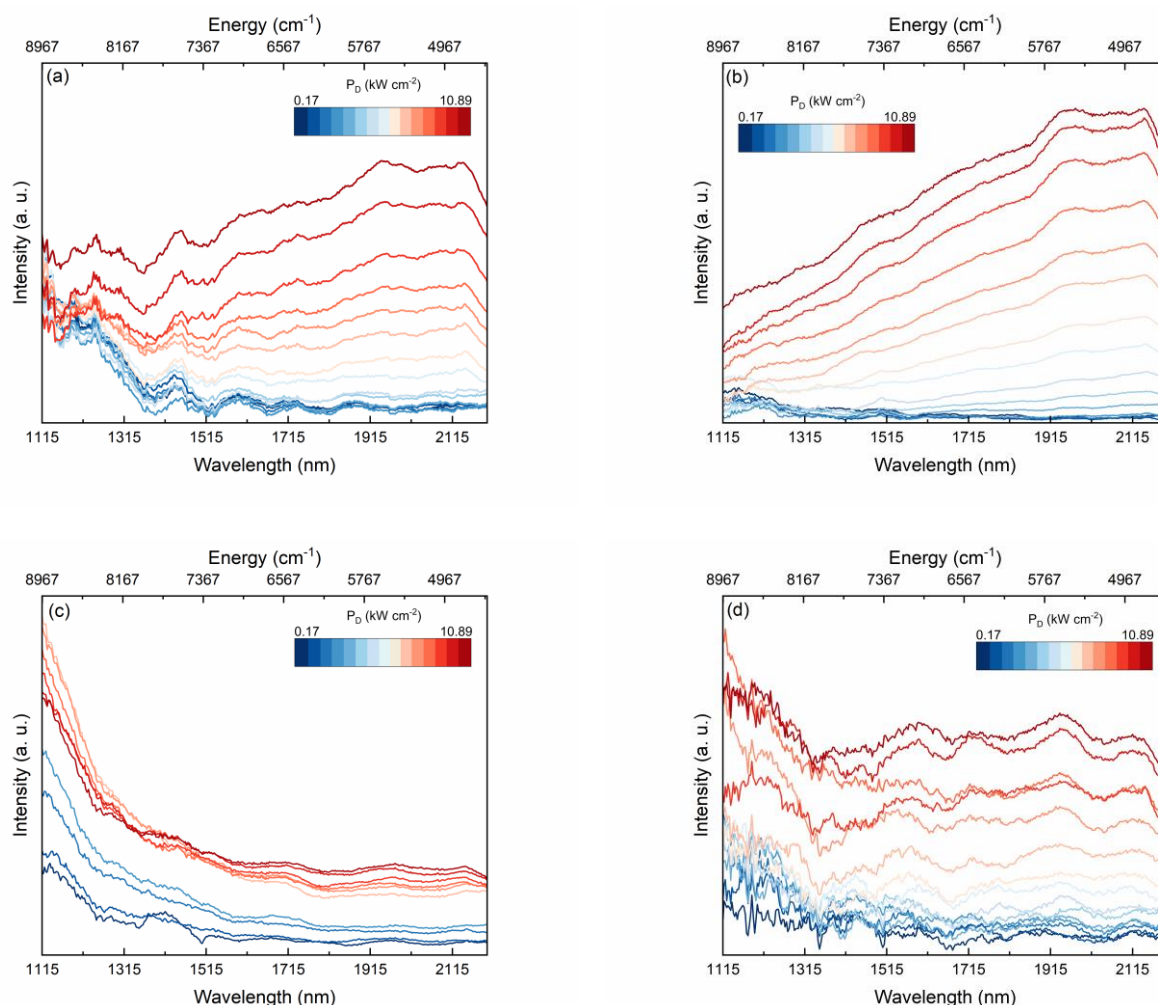 Energy (cm-1)
8967 8167 7367 6567 5767 4967
(a)
PD (kW cm-2)
0.17 10.89
Intensity (a. u.)
1115 1315 1515 1715 1915 2115
Wavelength (nm)
Energy (cm-1)
8967 8167 7367 6567 5767 4967
(b)
PD (kW cm-2)
0.17 10.89
Intensity (a. u.)
1115 1315 1515 1715 1915 2115
Wavelength (nm)
Energy (cm-1)
8967 8167 7367 6567 5767 4967
(c)
PD (kW cm-2)
0.17 10.89
Intensity (a. u.)
1115 1315 1515 1715 1915 2115
Wavelength (nm)
Energy (cm-1)
8967 8167 7367 6567 5767 4967
(d)
PD (kW cm-2)
0.17 10.89
Intensity (a. u.)
1115 1315 1515 1715 1915 2115
Wavelength (nm)